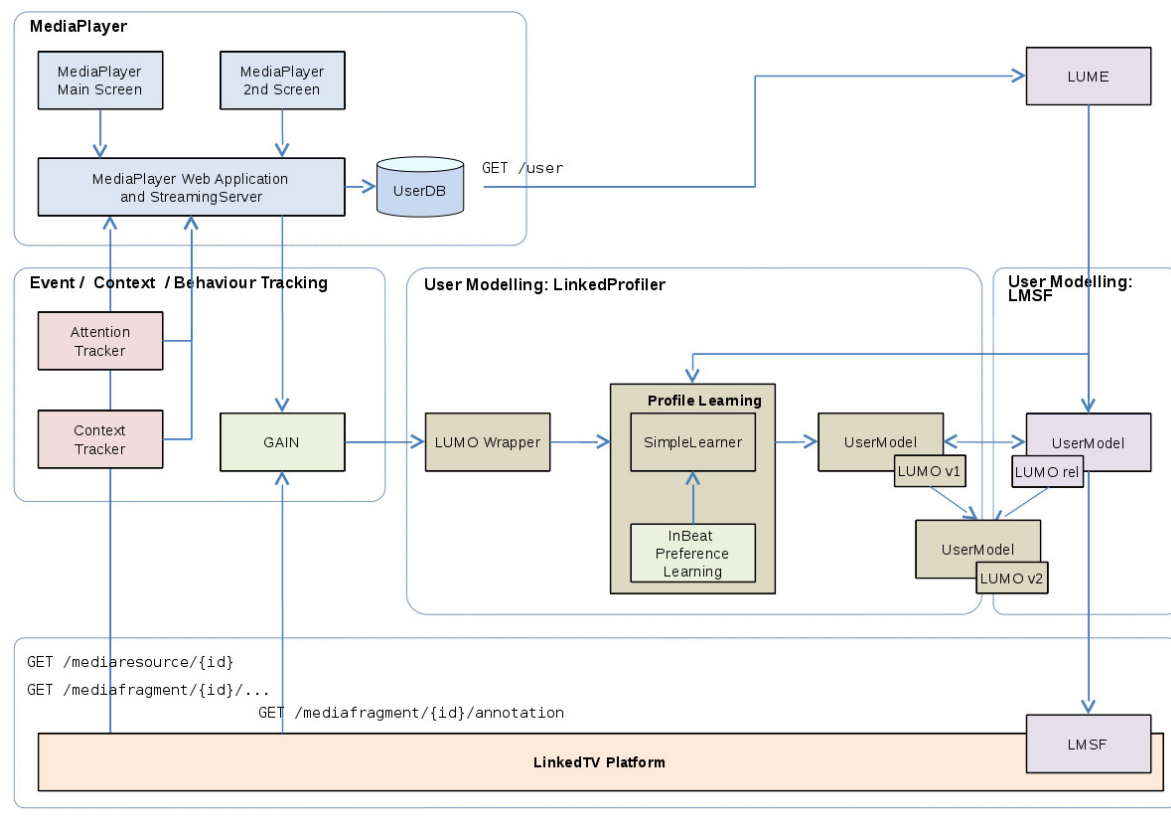 MediaPlayer
MediaPlayer
Main Screen
MediaPlayer
2nd Screen
LUME
MediaPlayer Web Application
and StreamingServer
UserDB
GET /user
Event / Context / Behaviour Tracking
User Modelling: LinkedProfiler
User Modelling:
LMSF
Attention
Tracker
Context
Tracker
GAIN
LUMO Wrapper
Profile Learning
SimpleLearner
InBeat
Preference
Learning
UserModel
LUMO v1
UserModel
LUMO rel
UserModel
LUMO v2
GET /mediaresource/{id}
GET /mediafragment/{id}/...
GET /mediafragment/{id}/annotation
LMSF
LinkedTV Platform